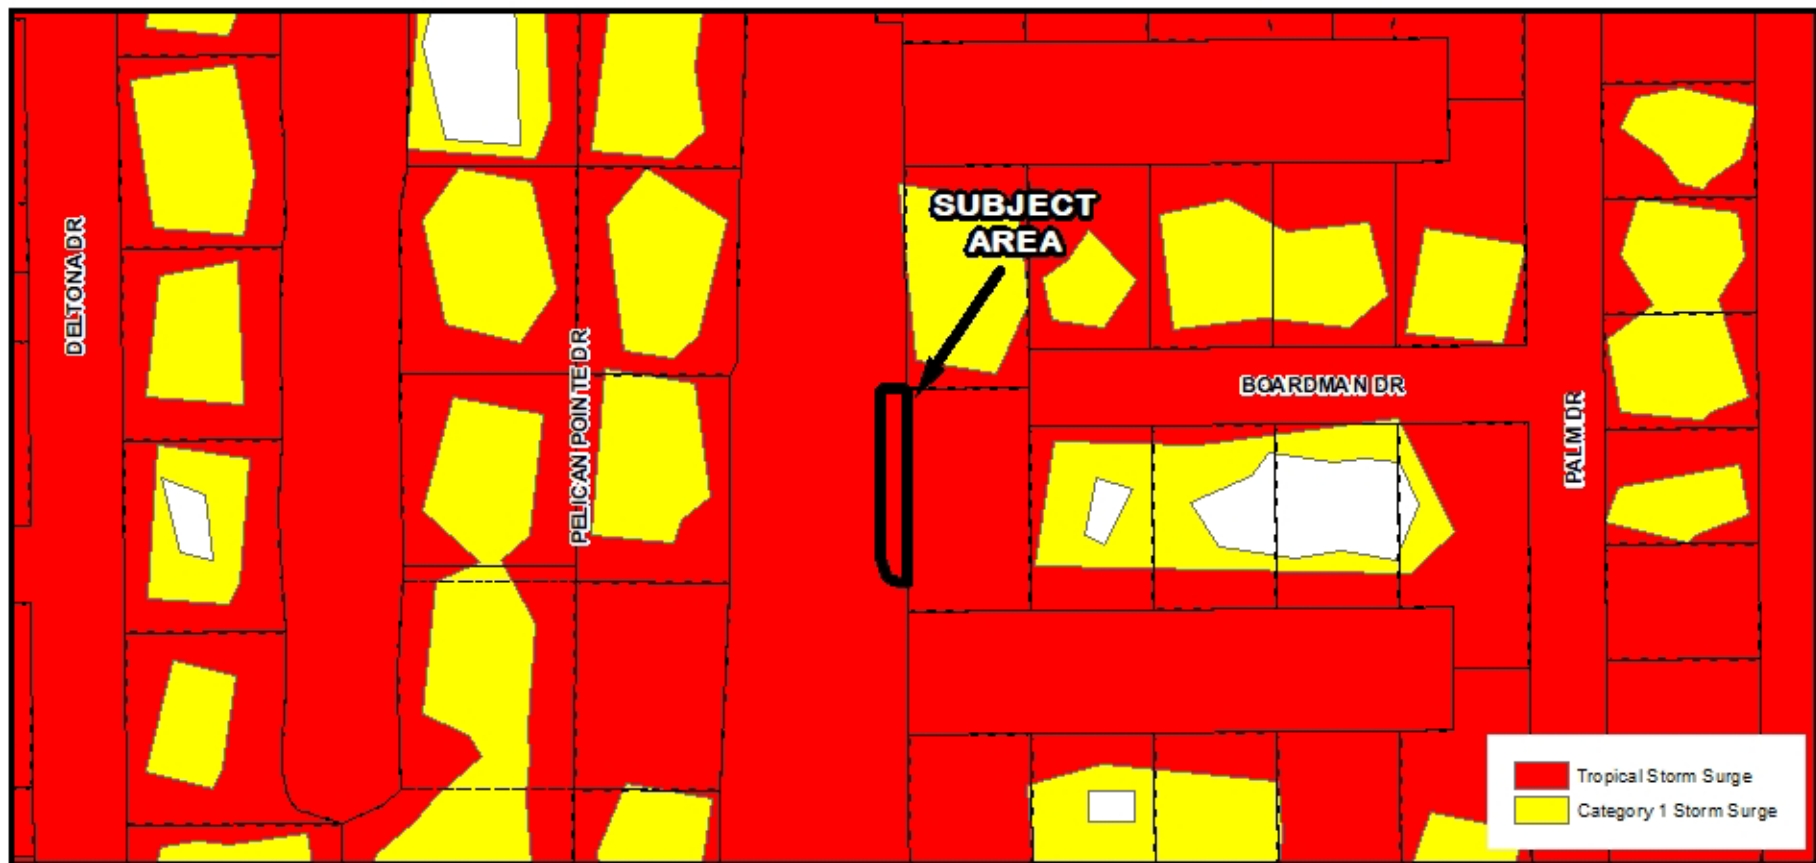 DELTONA DR
PELICAN POINTE DR
SUBJECT
AREA
BOARDMAN DR
PALM DR
Tropical Storm Surge
Category 1 Storm Surge